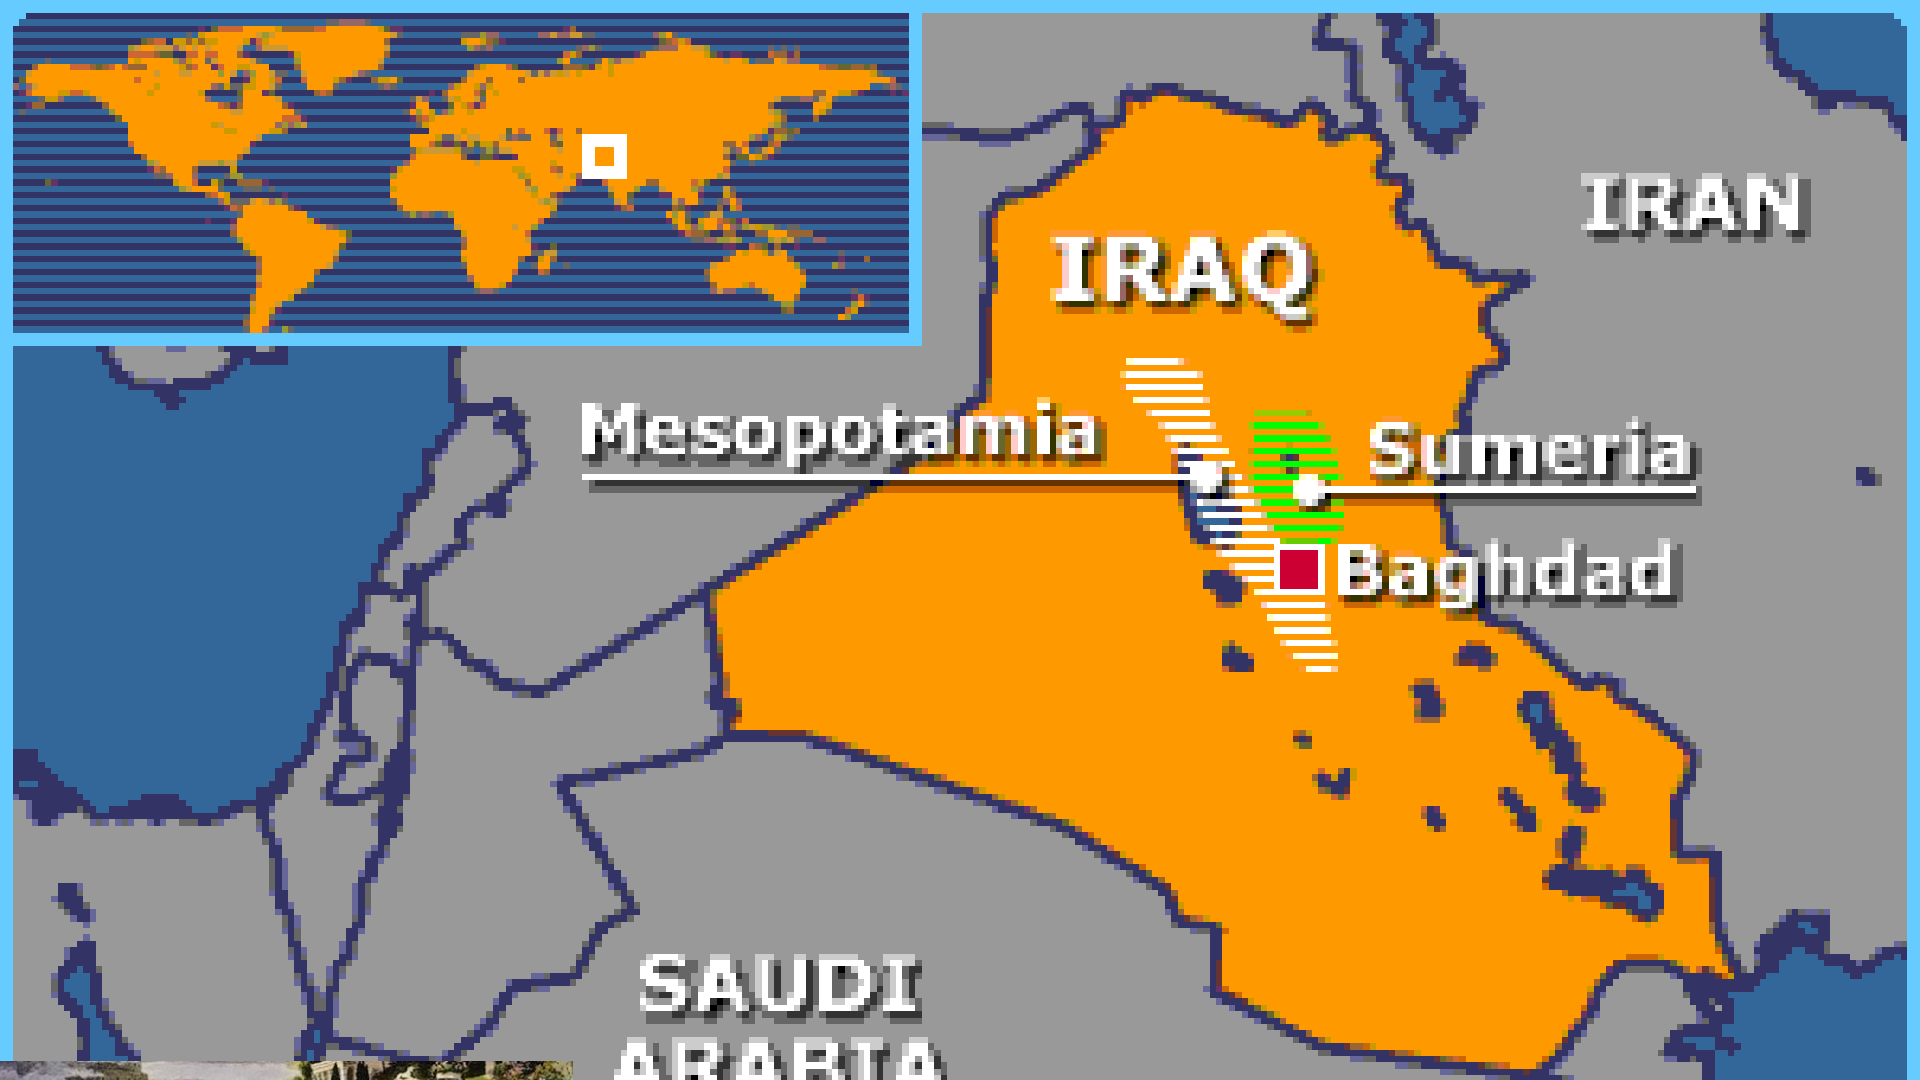 IRAN
IRAQ
Mesopotamia
Sumeria
Baghdad
SAUDI
ARABIA